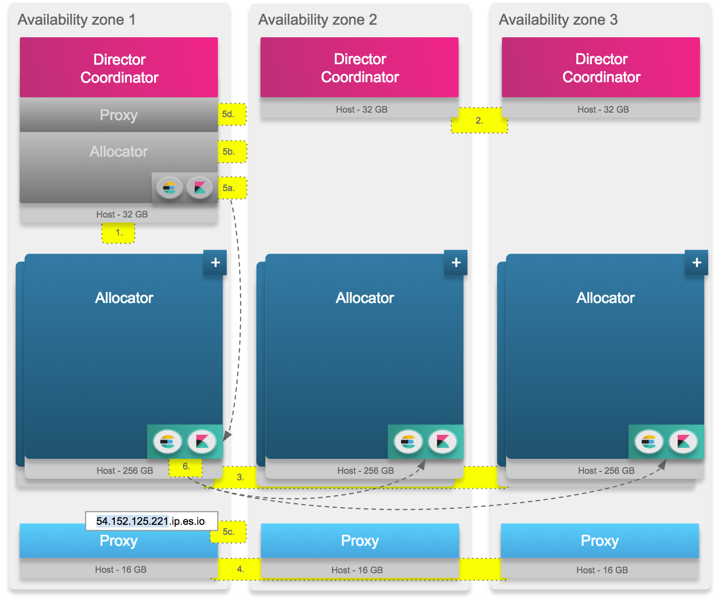 Availability zone 1
Availability zone 2
Availability zone 3
Director
Coordinator
Director
Coordinator
Director
Coordinator
Proxy
5d.
Host - 32 GB
Host - 32 GB
2.
Allocator
5b.
5a.
Host - 32 GB
1.
+
+
+
Allocator
Allocator
Allocator
6.
Host - 256 GB
3.
Host - 256 GB
Host - 256 GB
54.152.125.221.ip.es.io
5c.
Proxy
Proxy
Proxy
Host - 16 GB
4.
Host - 16 GB
Host - 16 GB